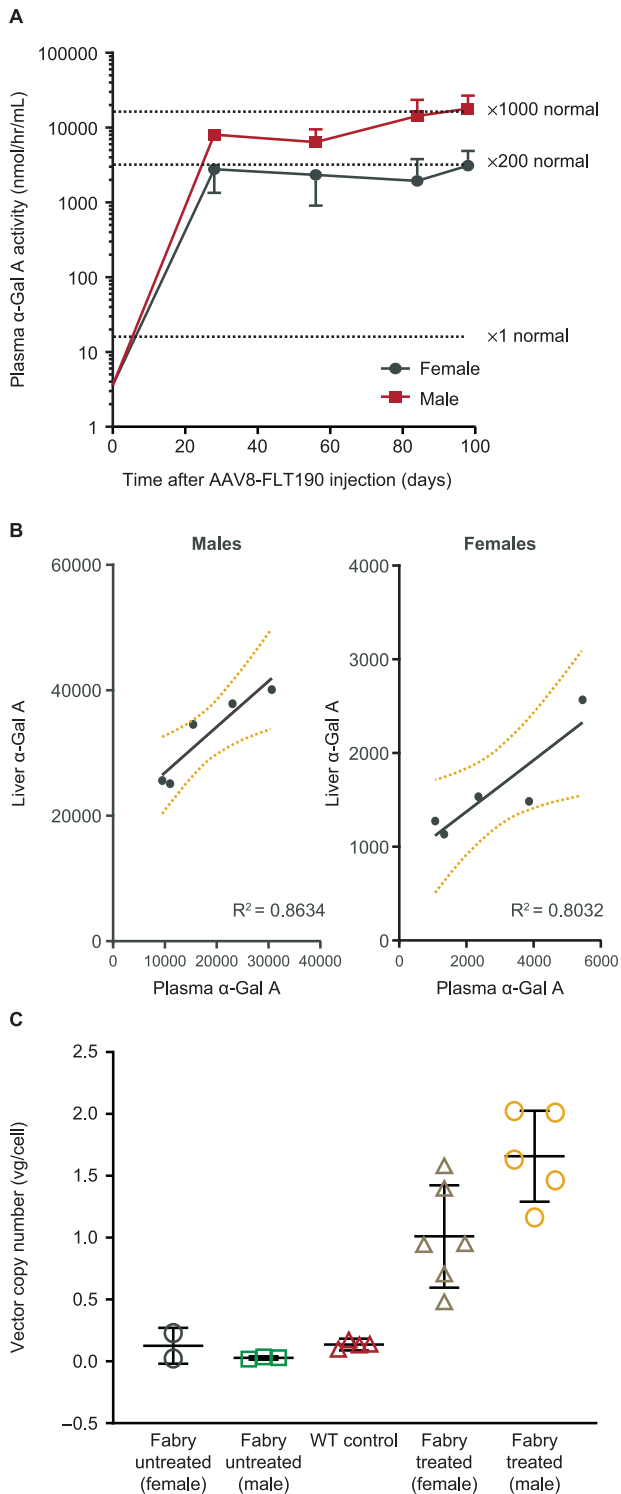 A
100000
10000
1000
100
10
1
Plasma α-Gal A activity (nmol/hr/mL)
×1000 normal
×200 normal
×1 normal
Female
Male
0
20
40
60
80
100
Time after AAV8-FLT190 injection (days)
B
Males
60000
40000
20000
0
Liver α-Gal A
R² = 0.8634
0
10000
20000
30000
40000
Plasma α-Gal A
Females
4000
3000
2000
1000
0
Liver α-Gal A
R² = 0.8032
0
2000
4000
6000
Plasma α-Gal A
C
2.5
2.0
1.5
1.0
0.5
0.0
–0.5
Vector copy number (vg/cell)
Fabry
untreated
(female)
Fabry
untreated
(male)
WT control
Fabry
treated
(female)
Fabry
treated
(male)